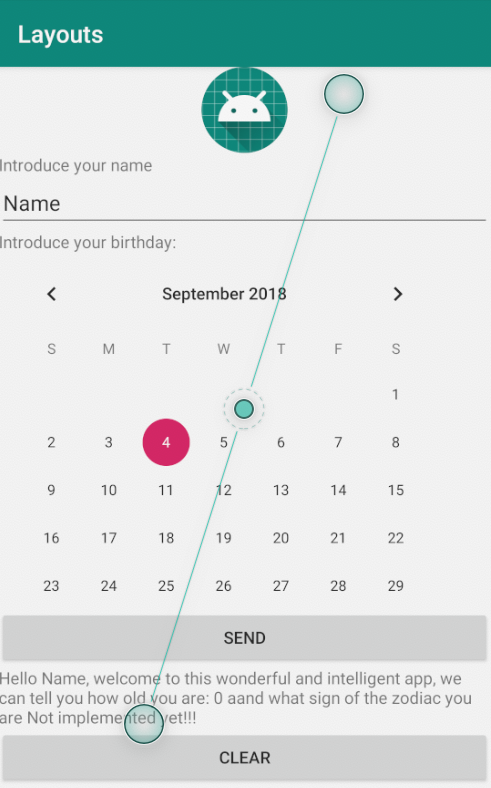 Layouts
Introduce your name
Name
Introduce your birthday:
September 2018
S M T W T F S
1
2 3 4 5 6 7 8
9 10 11 12 13 14 15
16 17 18 19 20 21 22
23 24 25 26 27 28 29
SEND
Hello Name, welcome to this wonderful and intelligent app, we
can tell you how old you are: 0 aand what sign of the zodiac you
are Not implemented yet!!!
CLEAR